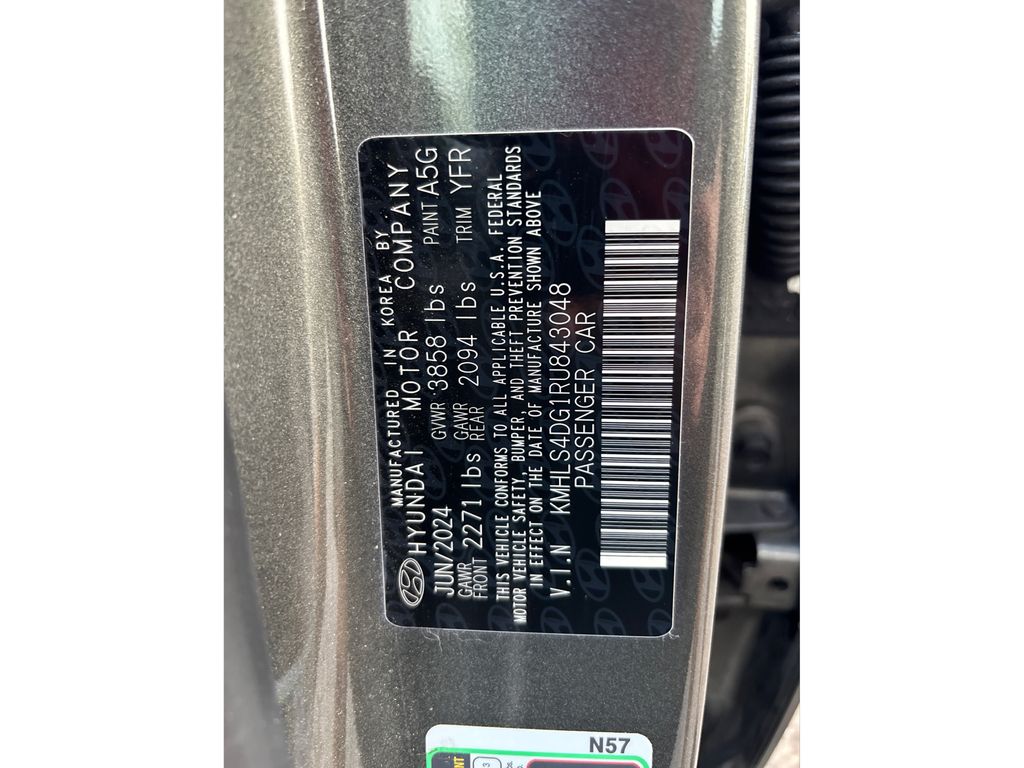 MANUFACTURED IN KOREA BY
HYUNDAI MOTOR COMPANY
JUN/2024 GVWR 3858 lbs PAINT A5G
GAWR FRONT 2271 lbs GAWR REAR 2094 lbs TRIM YFR
THIS VEHICLE CONFORMS TO ALL APPLICABLE U.S.A. FEDERAL
MOTOR VEHICLE SAFETY, BUMPER, AND THEFT PREVENTION STANDARDS
IN EFFECT ON THE DATE OF MANUFACTURE SHOWN ABOVE
V.I.N KMHLS4DG1RU843048
PASSENGER CAR
N57